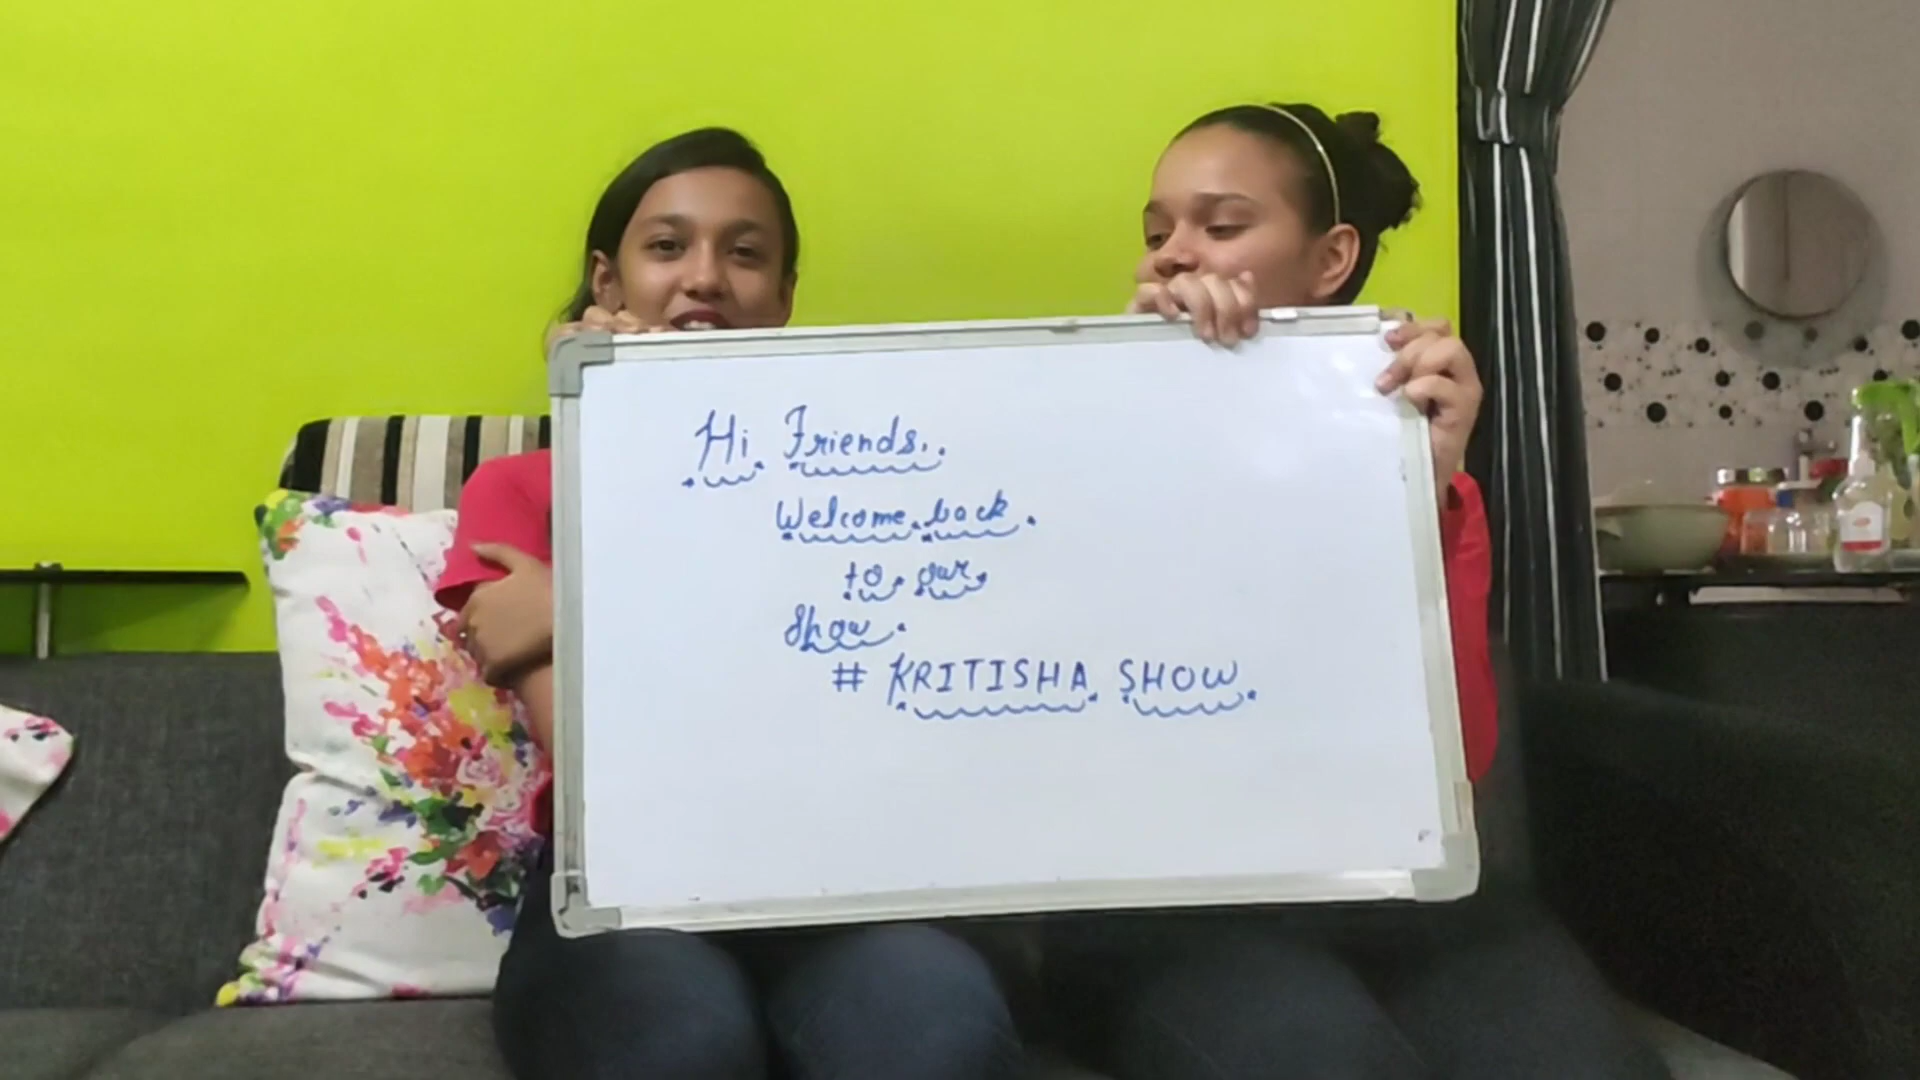 Hi Friends..
Welcome back
to our
Show
# KRITISHA SHOW